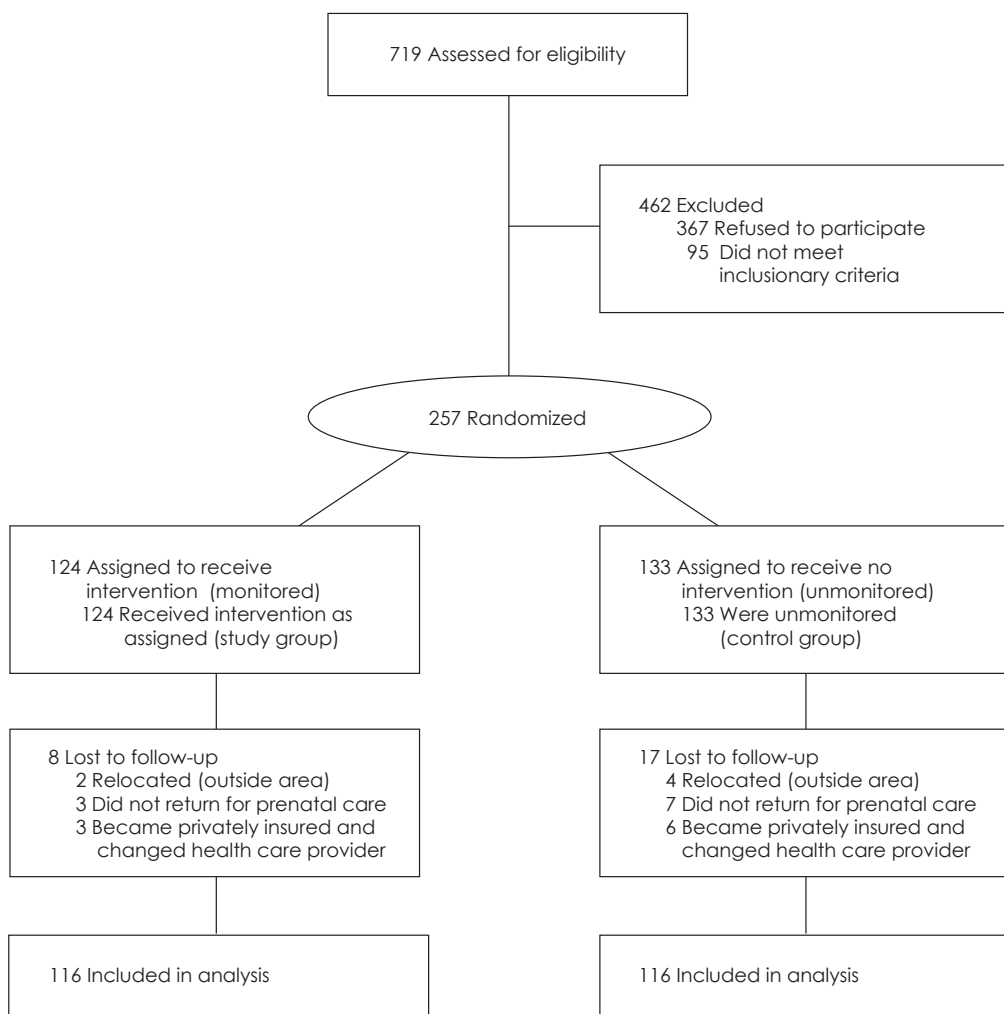 719 Assessed for eligibility
462 Excluded
367 Refused to participate
95 Did not meet
inclusionary criteria
257 Randomized
124 Assigned to receive
intervention (monitored)
124 Received intervention as
assigned (study group)
133 Assigned to receive no
intervention (unmonitored)
133 Were unmonitored
(control group)
8 Lost to follow-up
2 Relocated (outside area)
3 Did not return for prenatal care
3 Became privately insured and
changed health care provider
17 Lost to follow-up
4 Relocated (outside area)
7 Did not return for prenatal care
6 Became privately insured and
changed health care provider
116 Included in analysis
116 Included in analysis